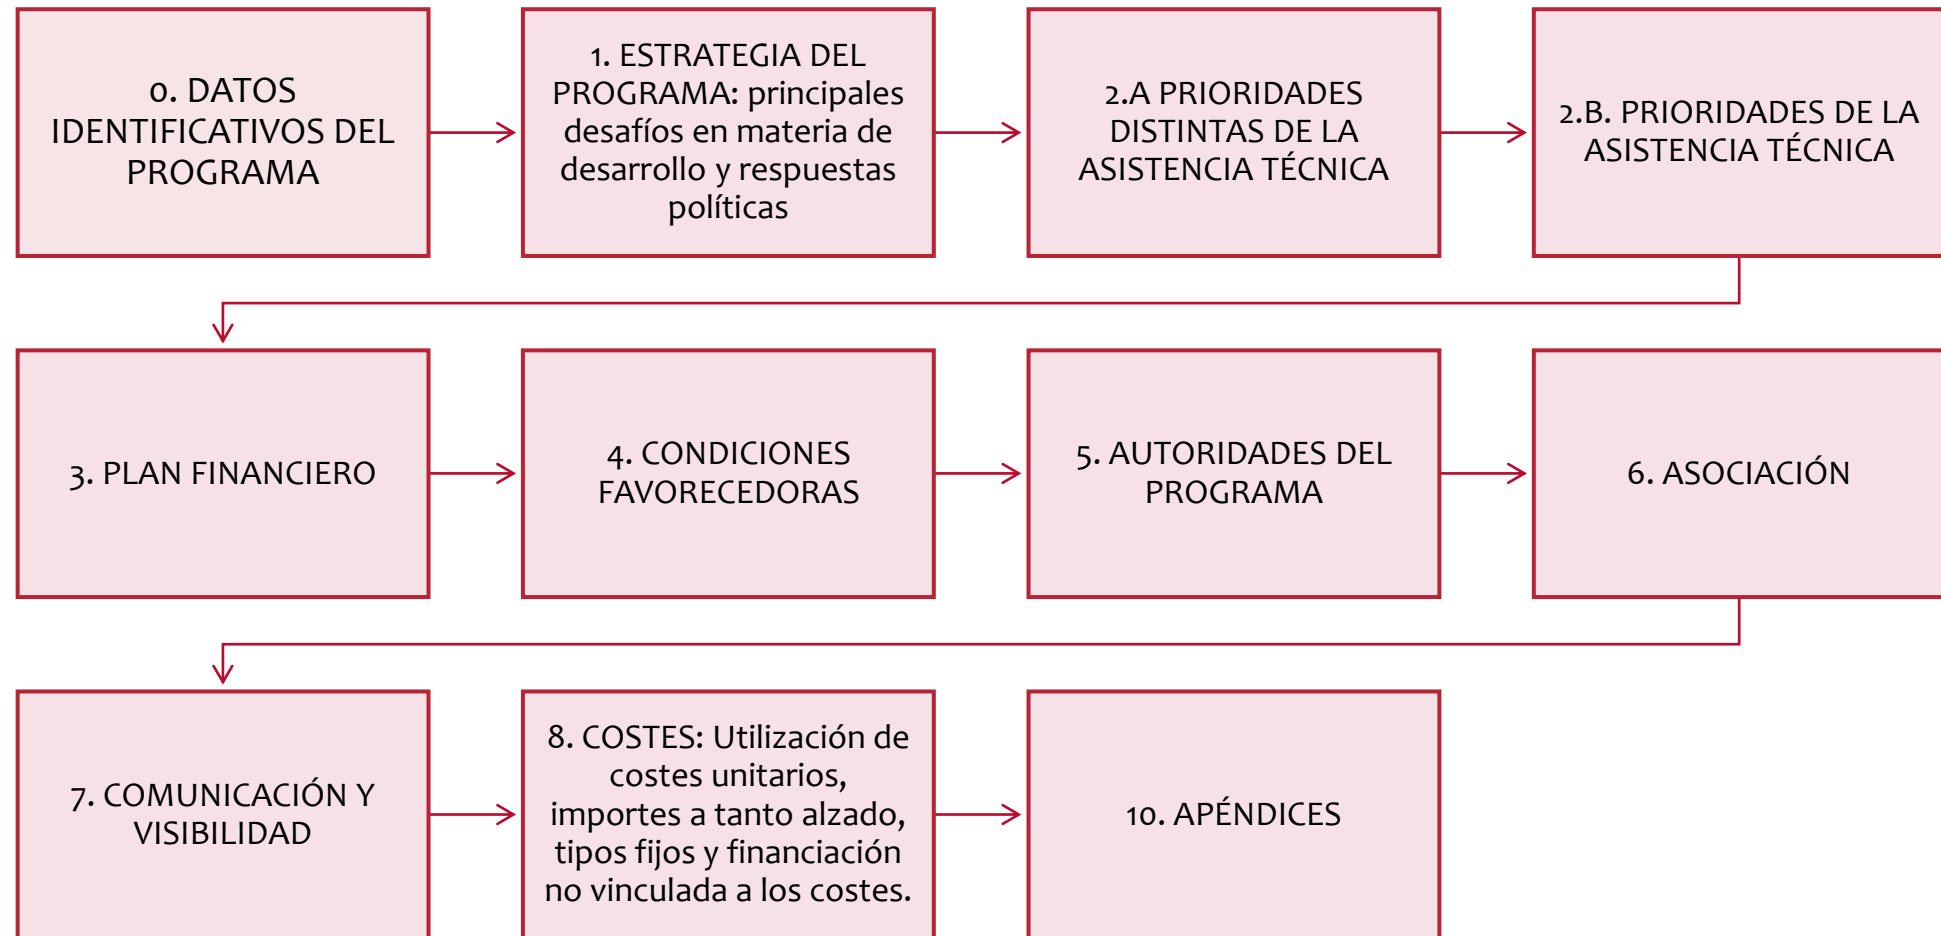 0. DATOS
IDENTIFICATIVOS DEL
PROGRAMA
1. ESTRATEGIA DEL
PROGRAMA: principales
desafíos en materia de
desarrollo y respuestas
políticas
2.A PRIORIDADES
DISTINTAS DE LA
ASISTENCIA TÉCNICA
2.B. PRIORIDADES DE LA
ASISTENCIA TÉCNICA
3. PLAN FINANCIERO
4. CONDICIONES
FAVORECEDORAS
5. AUTORIDADES DEL
PROGRAMA
6. ASOCIACIÓN
7. COMUNICACIÓN Y
VISIBILIDAD
8. COSTES: Utilización de
costes unitarios,
importes a tanto alzado,
tipos fijos y financiación
no vinculada a los costes.
10. APÉNDICES